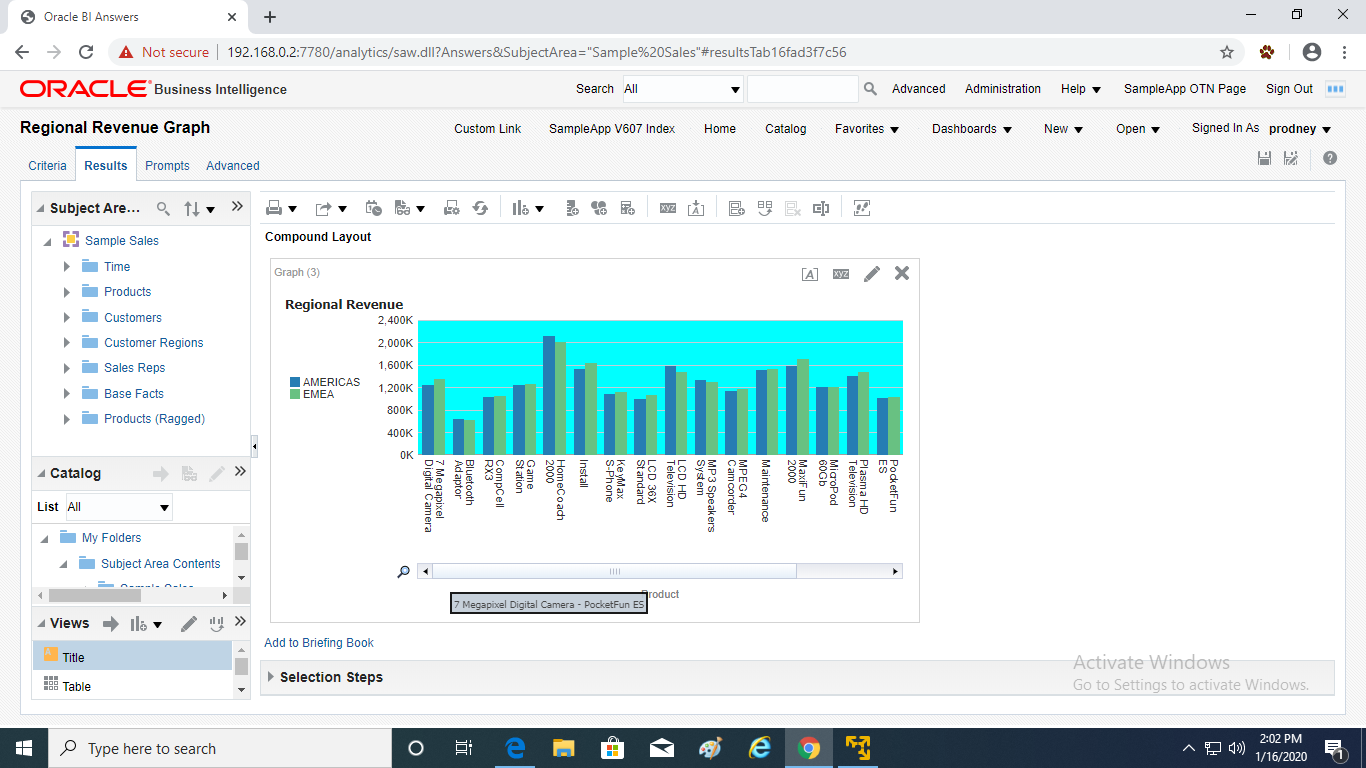 Oracle BI Answers
Not secure 192.168.0.2:7780/analytics/saw.dll?Answers&SubjectArea="Sample%20Sales"#resultsTab16fad3f7c56
ORACLE Business Intelligence Search All Advanced Administration Help SampleApp OTN Page Sign Out
Regional Revenue Graph Custom Link SampleApp V607 Index Home Catalog Favorites Dashboards New Open Signed In As prodney
Criteria Results Prompts Advanced
Subject Are...
Sample Sales
Time
Products
Customers
Customer Regions
Sales Reps
Base Facts
Products (Ragged)
Catalog
List All
My Folders
Subject Area Contents
Sample Sales
Views
Title
Table
Compound Layout
Graph (3)
Regional Revenue
AMERICAS
EMEA
2,400K
2,000K
1,600K
1,200K
800K
400K
0K
7 Megapixel
Digital Camera
Bluetooth
Adaptor
CompCell
RX3
Game
Station
HomeCoach
2000
Install
KeyMax
S-Phone
LCD 36X
Standard
LCD HD
Television
MP3 Speakers
System
MPEG4
Camcorder
Maintenance
MaxiFun
2000
MicroPod
60Gb
Plasma HD
Television
PocketFun
ES
Product
7 Megapixel Digital Camera - PocketFun ES
Add to Briefing Book
Selection Steps
Activate Windows
Go to Settings to activate Windows.
Type here to search
2:02 PM
1/16/2020
1